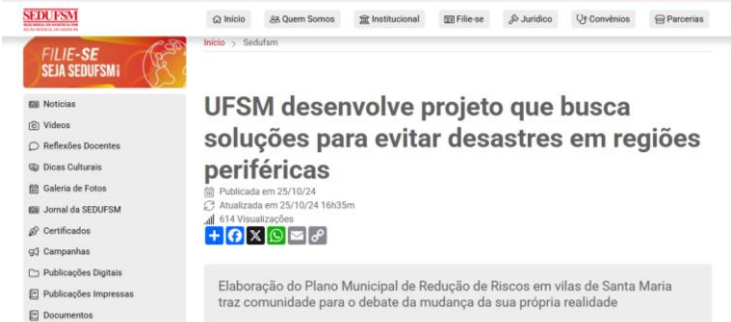 SEDUFSM
Início
Quem Somos
Institucional
Filie-se
Jurídico
Convênios
Parcerias
FILIE-SE
SEJA SEDUFSM!
Início > Sedufsm
Notícias
Vídeos
Reflexões Docentes
Dicas Culturais
Galeria de Fotos
Jornal da SEDUFSM
Certificados
Campanhas
Publicações Digitais
Publicações Impressas
Documentos
UFSM desenvolve projeto que busca
soluções para evitar desastres em regiões
periféricas
Publicada em 25/10/24
Atualizada em 25/10/24 16h35m
614 Visualizações
Elaboração do Plano Municipal de Redução de Riscos em vilas de Santa Maria
traz comunidade para o debate da mudança da sua própria realidade